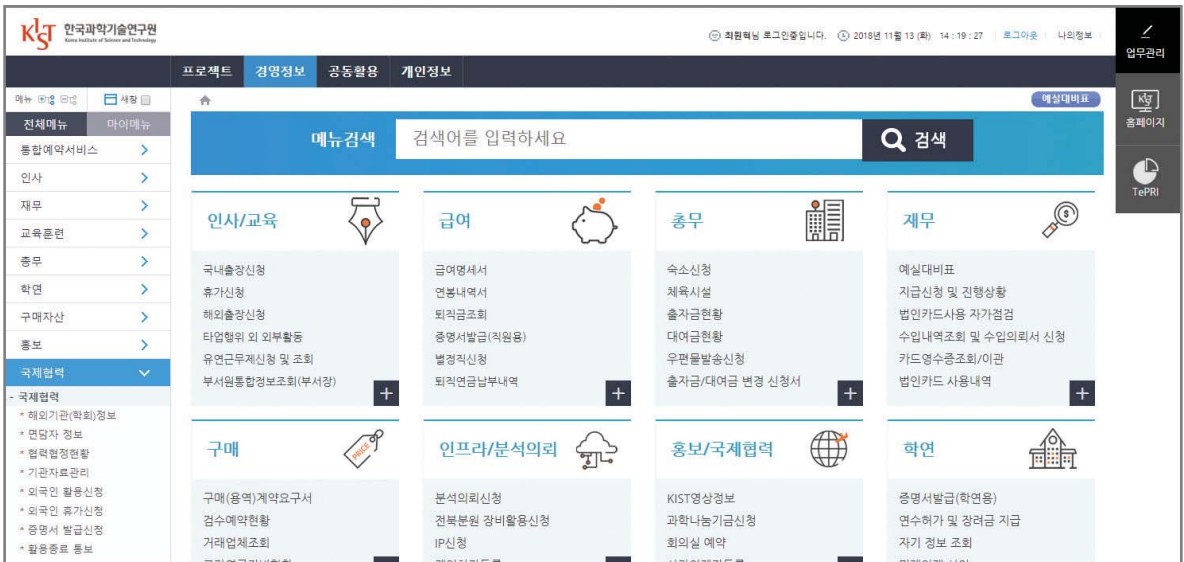 KIST 한국과학기술연구원
Korea Institute of Science and Technology
최원혁님 로그인중입니다. 2018년 11월 13 (화) 14 : 19 : 27 로그아웃 나의정보
업무관리
프로젝트 경영정보 공동활용 개인정보
메뉴 새창
예실대비표
KIST
홈페이지
전체메뉴 마이메뉴
메뉴검색 검색어를 입력하세요 검색
통합예약서비스
인사
재무
교육훈련
총무
학연
구매자산
홍보
국제협력
- 국제협력
* 해외기관(학회)정보
* 면담자 정보
* 협력협정현황
* 기관자료관리
* 외국인 활용신청
* 외국인 휴가신청
* 증명서 발급신청
* 활용종료 통보
TePRI
인사/교육
국내출장신청
휴가신청
해외출장신청
타업행위 외 외부활동
유연근무제신청 및 조회
부서원통합정보조회(부서장)
급여
급여명세서
연봉내역서
퇴직금조회
증명서발급(직원용)
별정직신청
퇴직연금납부내역
총무
숙소신청
체육시설
출자금현황
대여금현황
우편물발송신청
출자금/대여금 변경 신청서
재무
예실대비표
지급신청 및 진행상황
법인카드사용 자가점검
수입내역조회 및 수입의뢰서 신청
카드영수증조회/이관
법인카드 사용내역
구매
PRICE
구매(용역)계약요구서
검수예약현황
거래업체조회
인프라/분석의뢰
분석의뢰신청
전북분원 장비활용신청
IP신청
홍보/국제협력
KIST영상정보
과학나눔기금신청
회의실 예약
학연
증명서발급(학연용)
연수허가 및 장려금 지급
자기 정보 조회